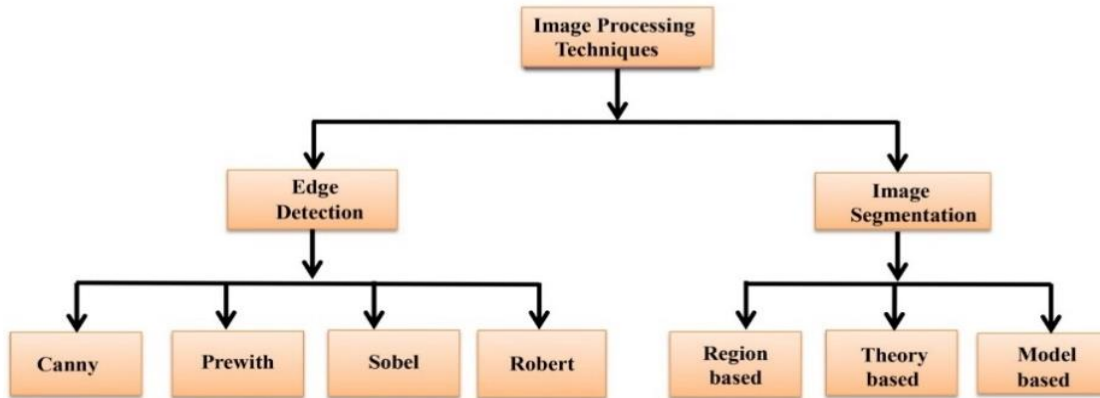 Image Processing
Techniques
Edge
Detection
Image
Segmentation
Canny
Prewith
Sobel
Robert
Region
based
Theory
based
Model
based